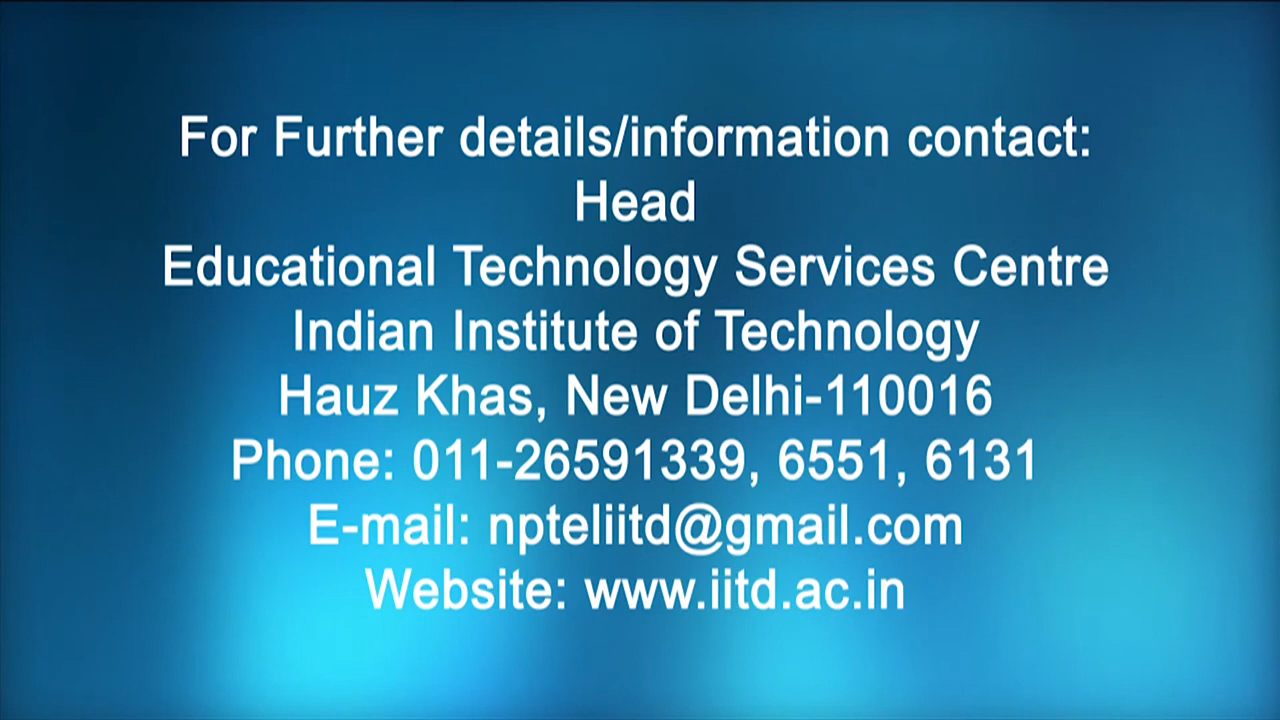 For Further details/information contact:
Head
Educational Technology Services Centre
Indian Institute of Technology
Hauz Khas, New Delhi-110016
Phone: 011-26591339, 6551, 6131
E-mail: npteliitd@gmail.com
Website: www.iitd.ac.in